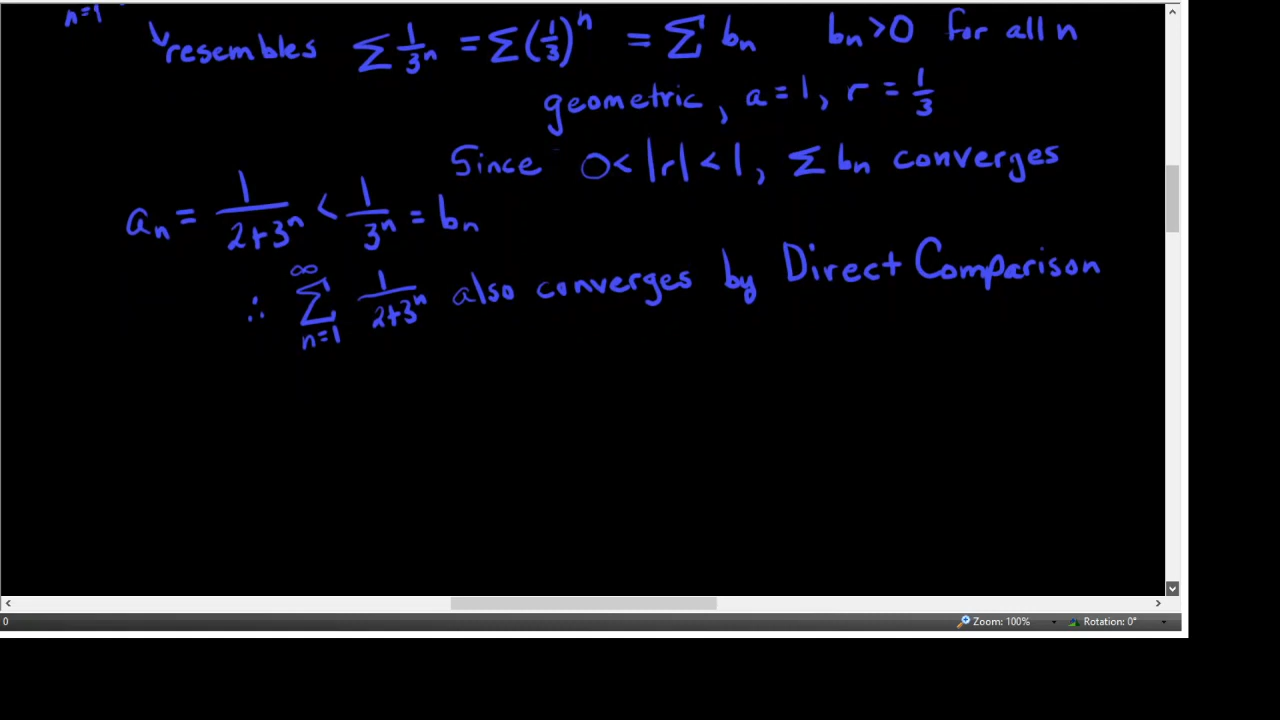 n=1
resembles ∑ 1/3ⁿ = ∑(1/3)ⁿ = ∑ bₙ   bₙ>0 for all n
geometric, a=1, r = 1/3
Since 0<|r|<1, ∑ bₙ converges
aₙ = 1/(2+3ⁿ) < 1/3ⁿ = bₙ
∴ ∞∑n=1 1/(2+3ⁿ) also converges by Direct Comparison
0 Zoom: 100% Rotation: 0°